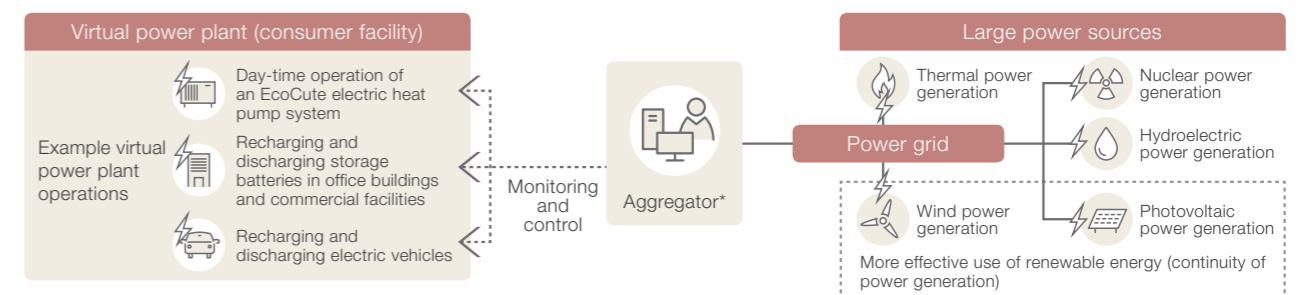 Virtual power plant (consumer facility)
Example virtual
power plant
operations
Day-time operation of
an EcoCute electric heat
pump system
Recharging and
discharging storage
batteries in office buildings
and commercial facilities
Recharging and
discharging electric vehicles
Monitoring
and
control
Aggregator*
Large power sources
Thermal power
generation
Nuclear power
generation
Power grid
Hydroelectric
power generation
Wind power
generation
Photovoltaic
power generation
More effective use of renewable energy (continuity of
power generation)